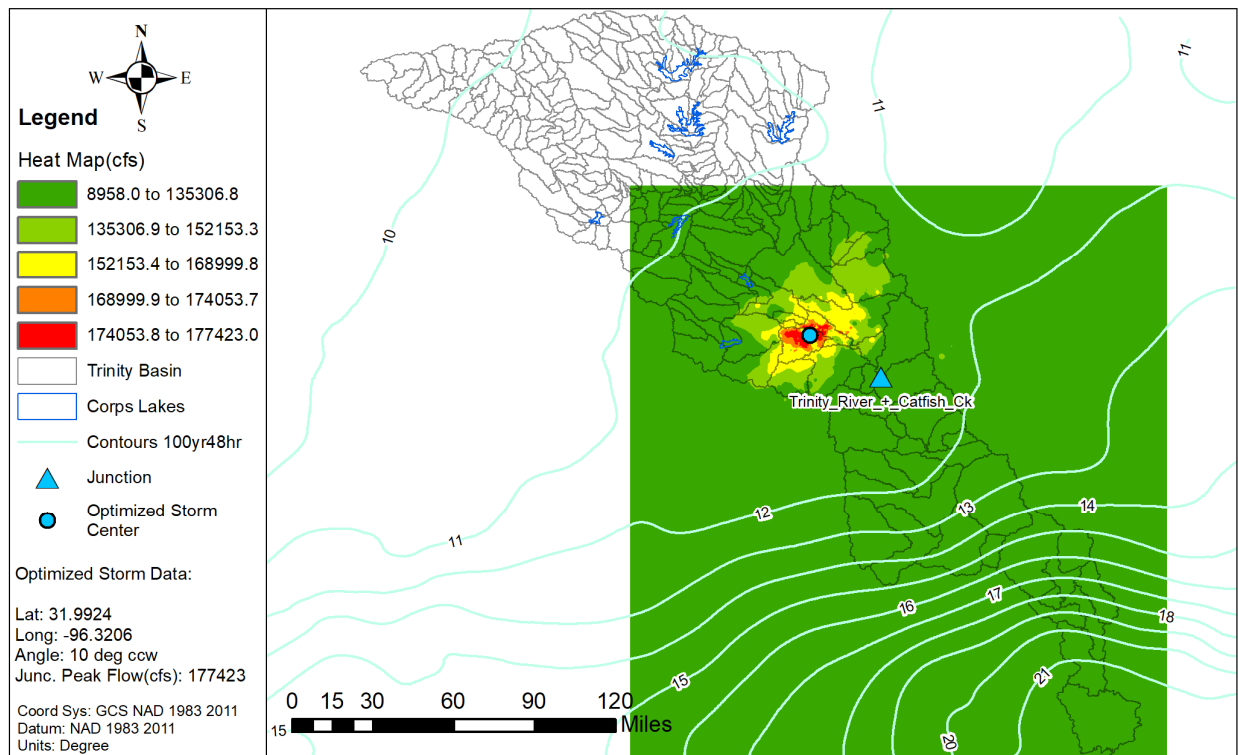 N
W E
S
Legend
Heat Map(cfs)
8958.0 to 135306.8
135306.9 to 152153.3
152153.4 to 168999.8
168999.9 to 174053.7
174053.8 to 177423.0
Trinity Basin
Corps Lakes
Contours 100yr48hr
Junction
Optimized Storm
Center
Optimized Storm Data:
Lat: 31.9924
Long: -96.3206
Angle: 10 deg ccw
Junc. Peak Flow(cfs): 177423
Coord Sys: GCS NAD 1983 2011
Datum: NAD 1983 2011
Units: Degree
11
11
10
Trinity_River_+_Catfish_Ck
12
13
14
11
16
17
18
15
21
20
15
0 15 30 60 90 120
Miles